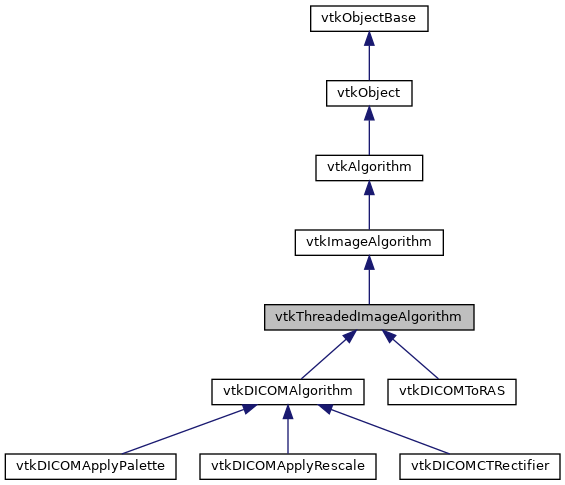 vtkObjectBase
vtkObject
vtkAlgorithm
vtkImageAlgorithm
vtkThreadedImageAlgorithm
vtkDICOMAlgorithm
vtkDICOMToRAS
vtkDICOMApplyPalette
vtkDICOMApplyRescale
vtkDICOMCTRectifier